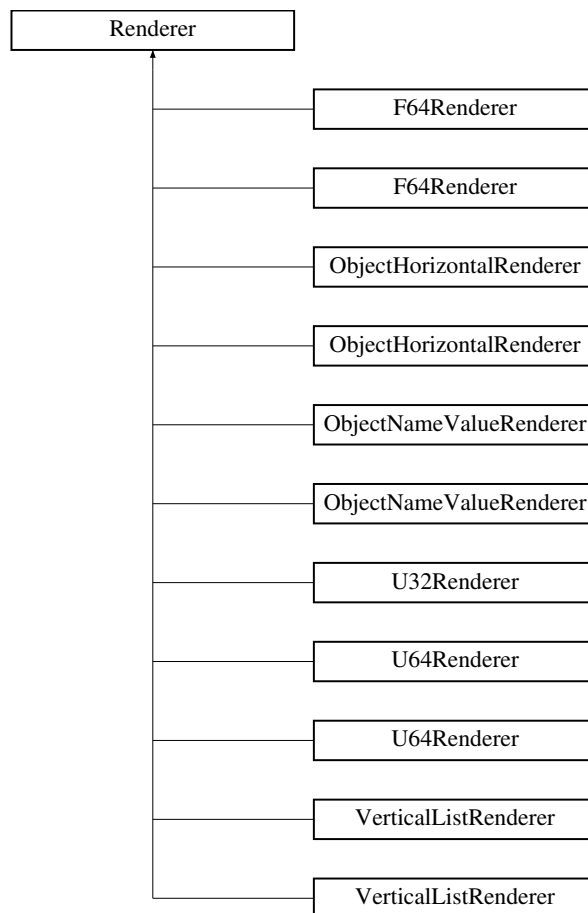 Renderer
F64Renderer
F64Renderer
ObjectHorizontalRenderer
ObjectHorizontalRenderer
ObjectNameValueRenderer
ObjectNameValueRenderer
U32Renderer
U64Renderer
U64Renderer
VerticalListRenderer
VerticalListRenderer